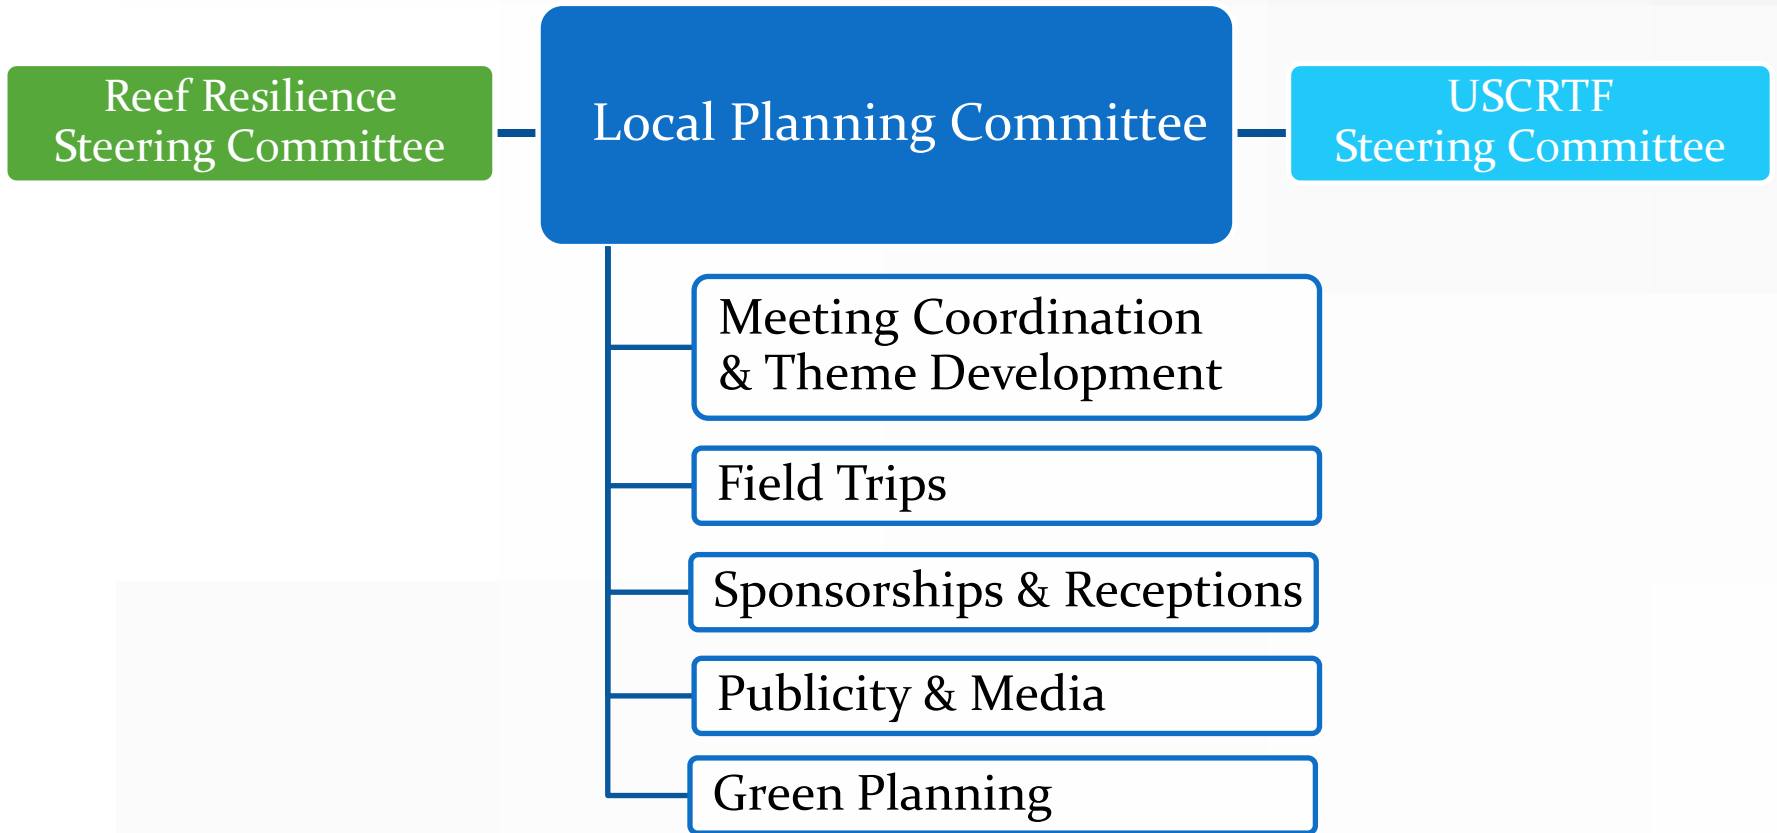 Reef Resilience
Steering Committee
Local Planning Committee
USCRTF
Steering Committee
Meeting Coordination
& Theme Development
Field Trips
Sponsorships & Receptions
Publicity & Media
Green Planning